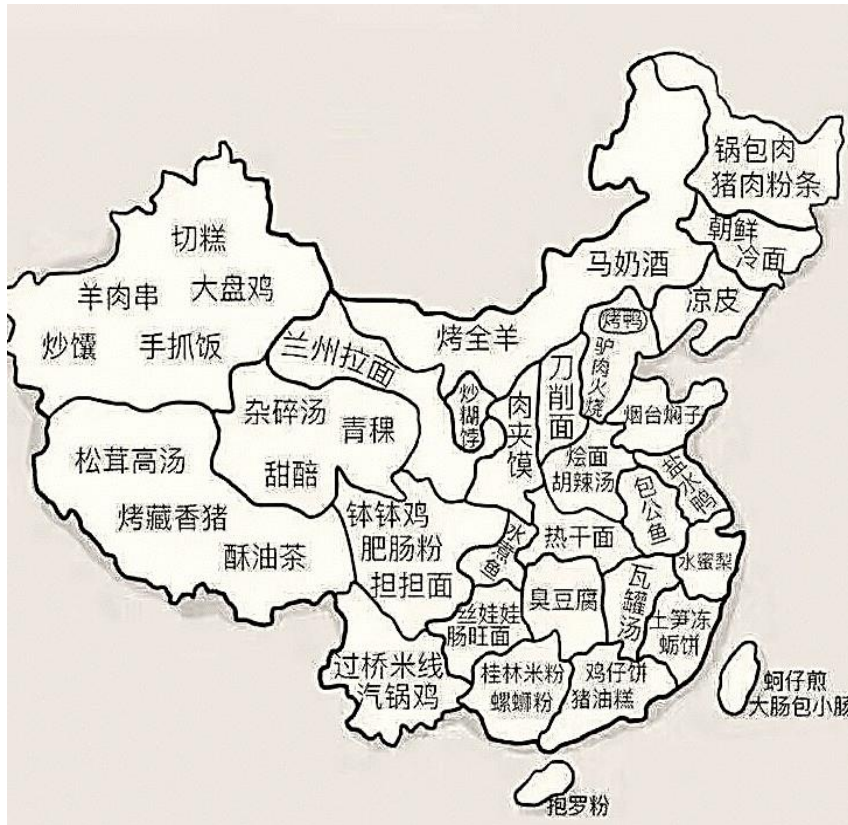 锅包肉
猪肉粉条
朝鲜
冷面
切糕
马奶酒
羊肉串
大盘鸡
凉皮
烤鸭
炒馕
手抓饭
兰州拉面
烤全羊
驴肉火烧
刀削面
炒糊饽
肉夹馍
烟台焖子
杂碎汤
青稞
甜醅
松茸高汤
烤藏香猪
酥油茶
烩面
胡辣汤
盐水鸭
包公鱼
钵钵鸡
肥肠粉
担担面
水煮鱼
热干面
水蜜梨
臭豆腐
瓦罐汤
丝娃娃
肠旺面
土笋冻
蛎饼
过桥米线
汽锅鸡
桂林米粉
螺蛳粉
鸡仔饼
猪油糕
蚵仔煎
大肠包小肠
抱罗粉